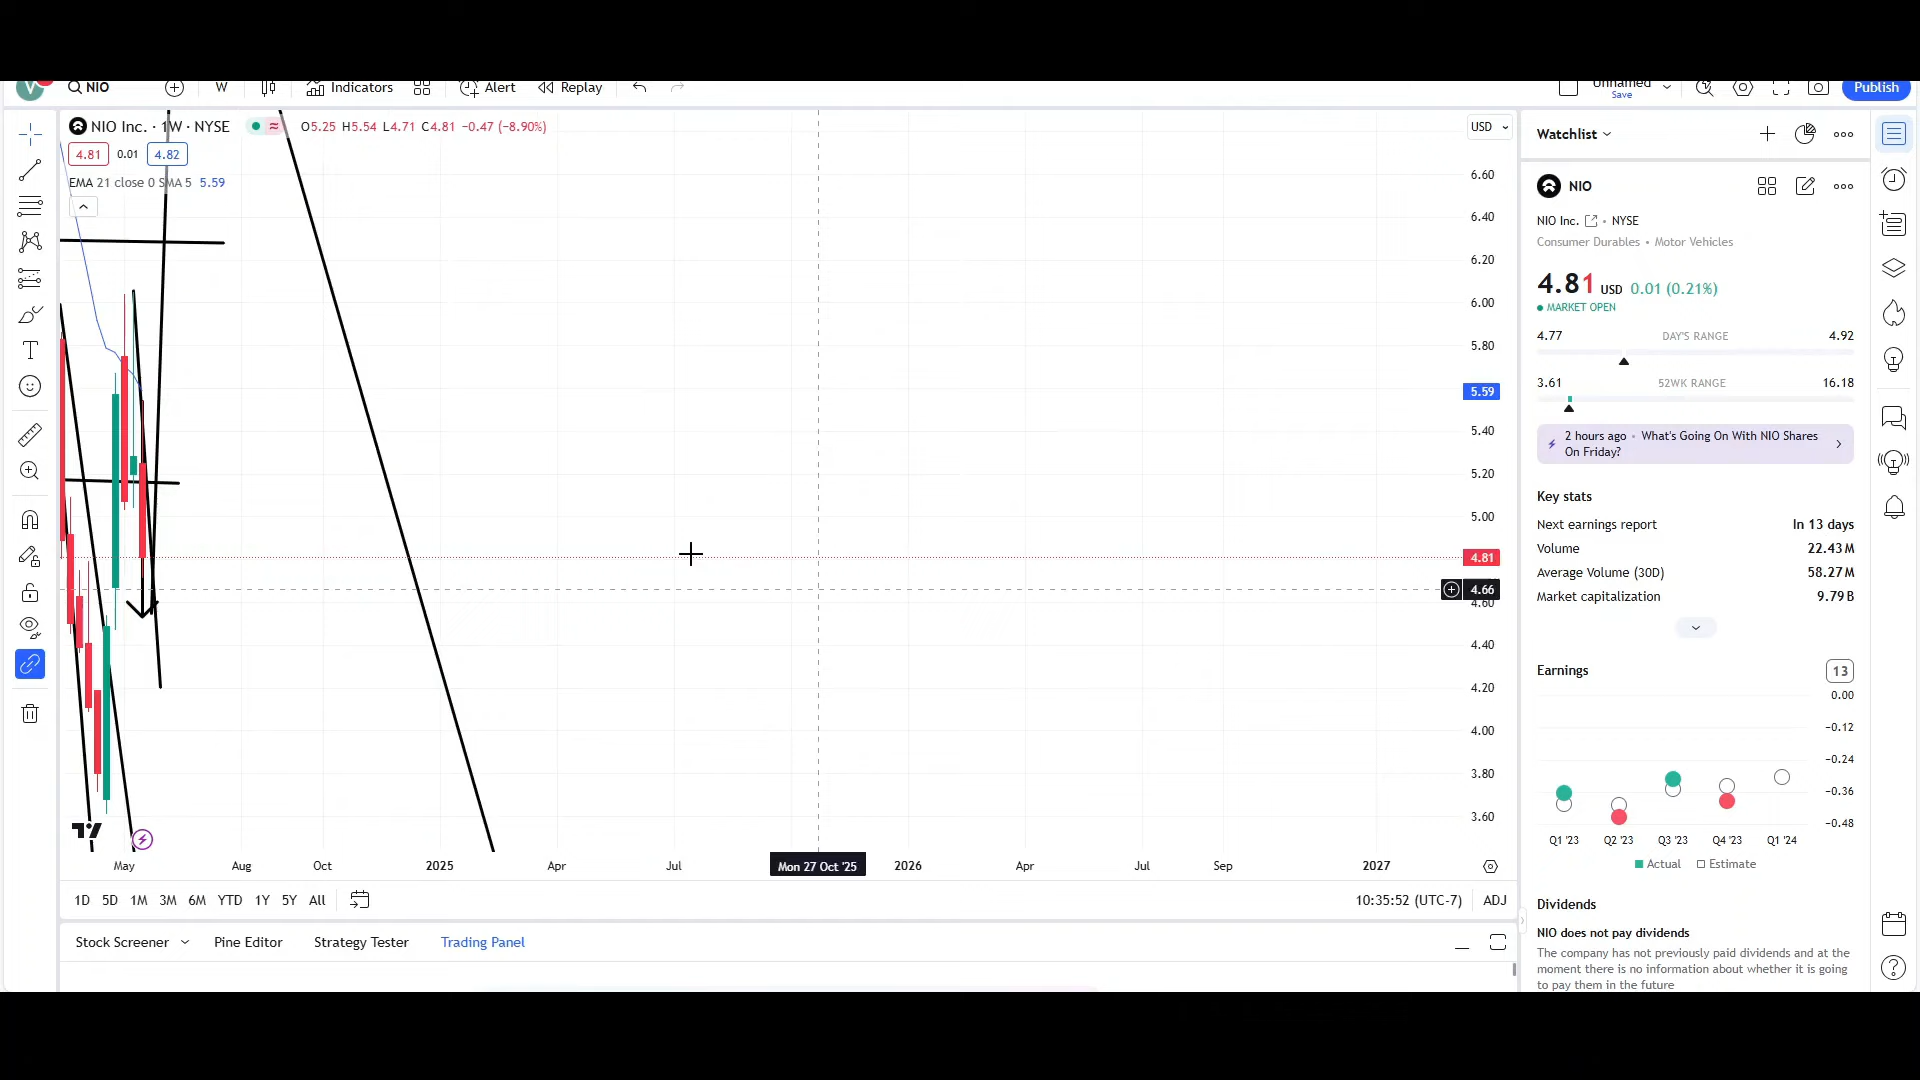 V
NIO
W
Indicators
Alert
Replay
Unnamed
Save
Publish
NIO Inc. · 1W · NYSE
O5.25 H5.54 L4.71 C4.81 −0.47 (−8.90%)
4.81 0.01 4.82
EMA 21 close 0 SMA 5 5.59
USD
6.60
6.40
6.20
6.00
5.80
5.59
5.40
5.20
5.00
4.81
4.66
4.60
4.40
4.20
4.00
3.80
3.60
May Aug Oct 2025 Apr Jul Mon 27 Oct '25 2026 Apr Jul Sep 2027
1D 5D 1M 3M 6M YTD 1Y 5Y All
10:35:52 (UTC-7) ADJ
Stock Screener Pine Editor Strategy Tester Trading Panel
Watchlist
NIO
NIO Inc. • NYSE
Consumer Durables • Motor Vehicles
4.81 USD 0.01 (0.21%)
MARKET OPEN
4.77 DAY'S RANGE 4.92
3.61 52WK RANGE 16.18
2 hours ago • What's Going On With NIO Shares
On Friday?
Key stats
Next earnings report In 13 days
Volume 22.43M
Average Volume (30D) 58.27M
Market capitalization 9.79B
Earnings 13
0.00
−0.12
−0.24
−0.36
−0.48
Q1 '23 Q2 '23 Q3 '23 Q4 '23 Q1 '24
Actual Estimate
Dividends
NIO does not pay dividends
The company has not previously paid dividends and at the
moment there is no information about whether it is going
to pay them in the future